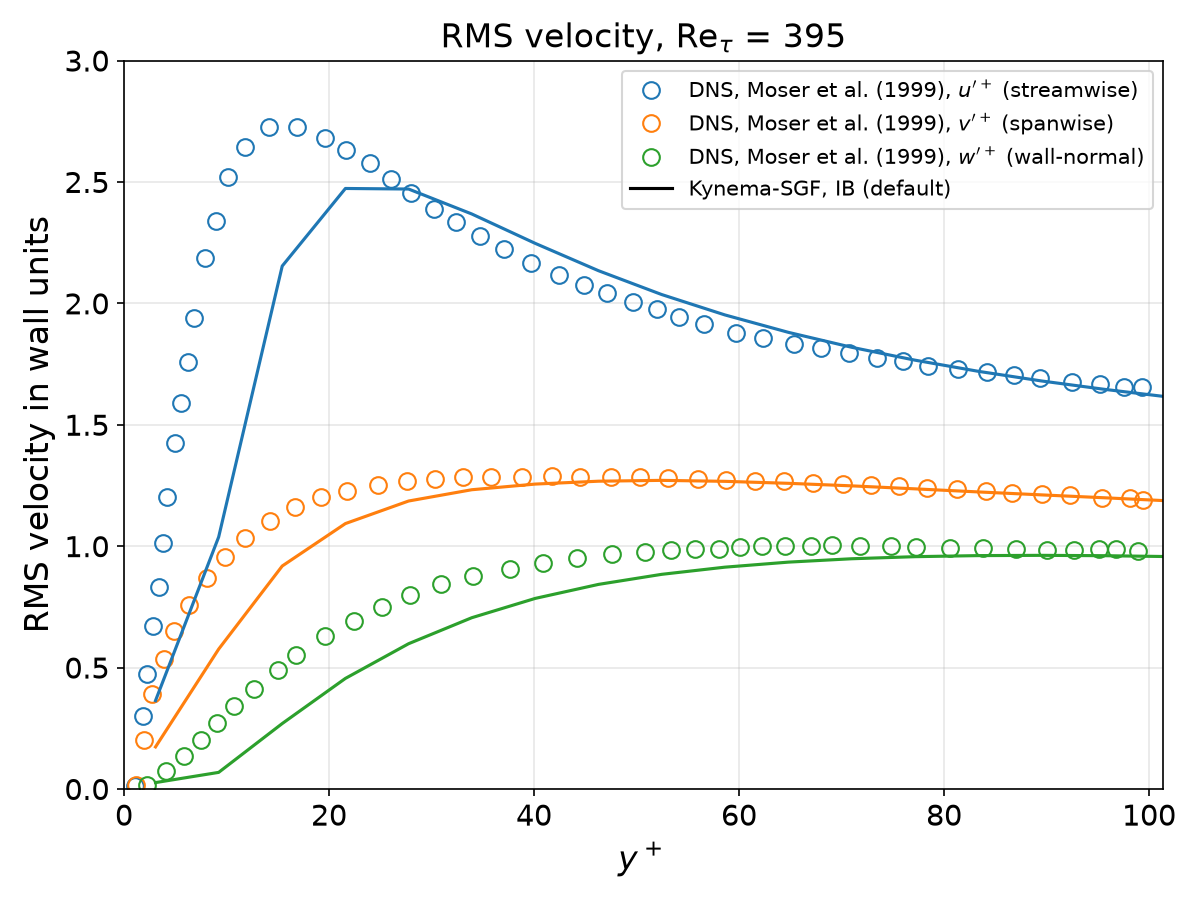 RMS velocity, Reτ = 395
RMS velocity in wall units
3.0
2.5
2.0
1.5
1.0
0.5
0.0
DNS, Moser et al. (1999), u′⁺ (streamwise)
DNS, Moser et al. (1999), v′⁺ (spanwise)
DNS, Moser et al. (1999), w′⁺ (wall-normal)
Kynema-SGF, IB (default)
0 20 40 60 80 100
y⁺